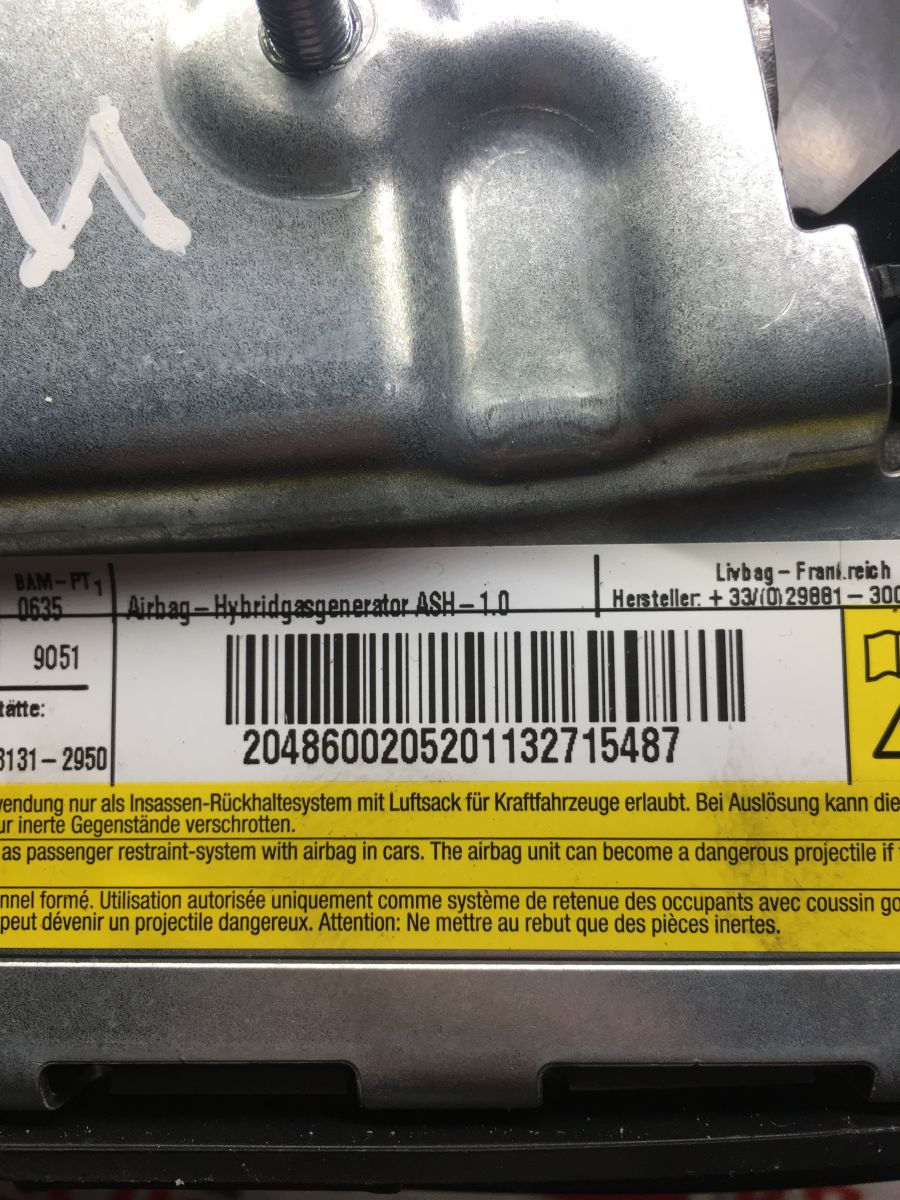 BAM-PT1
0635
9051
tätte:
3131-2950
Airbag-Hybridgasgenerator ASH-1.0
Livbag-Frankreich
Hersteller: +33/(0)29881-300
2048600205201132715487
wendung nur als Insassen-Rückhaltesystem mit Luftsack für Kraftfahrzeuge erlaubt. Bei Auslösung kann die
ur inerte Gegenstände verschrotten.
as passenger restraint-system with airbag in cars. The airbag unit can become a dangerous projectile if
nnel formé. Utilisation autorisée uniquement comme système de retenue des occupants avec coussin go
peut dévenir un projectile dangereux. Attention: Ne mettre au rebut que des pièces inertes.